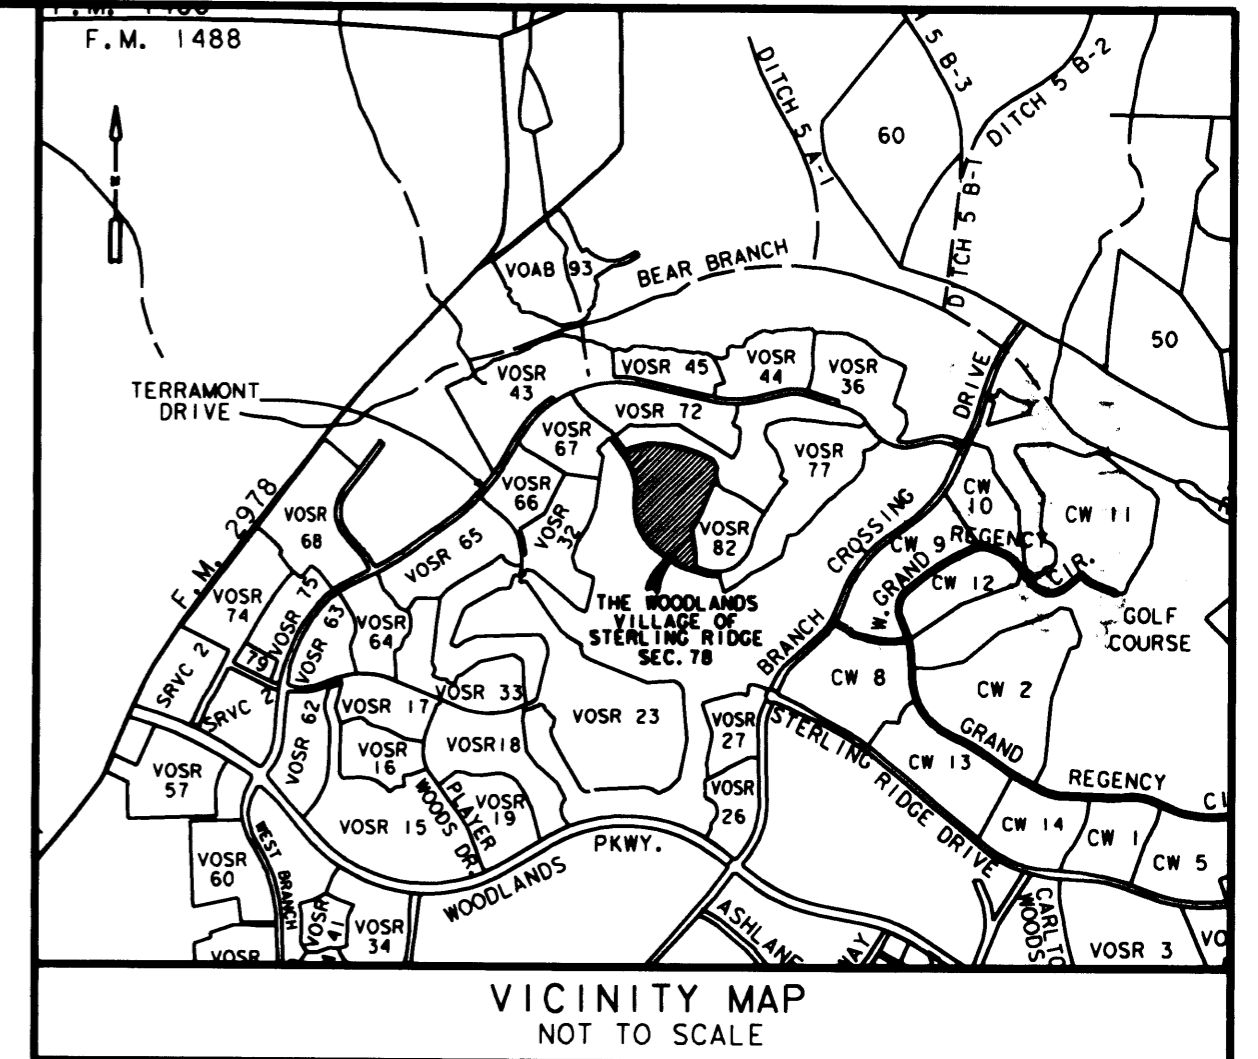 F.M. 1488
F.M. 1488
DITCH 5 A-1
5 B-3
DITCH 5 B-2
60
DITCH 5 B-1
VOAB 93
BEAR BRANCH
50
TERRAMONT
DRIVE
VOSR
43
VOSR 45
VOSR
44
VOSR
36
DRIVE
VOSR 72
VOSR
67
VOSR
77
VOSR
66
VOSR
32
CW
10
CW 11
F.M. 2978
VOSR
68
VOSR 65
VOSR
82
CROSSING
CW 9
REGENCY
CIR.
W. GRAND
CW 12
VOSR
74
VOSR 75
VOSR 63
VOSR
64
THE WOODLANDS
VILLAGE OF
STERLING RIDGE
SEC. 78
GOLF
COURSE
BRANCH
79
SRVC 2
SRVC 2
VOSR 33
CW 8
CW 2
VOSR 62
VOSR 17
VOSR 23
VOSR
27
STERLING RIDGE DRIVE
VOSR
16
VOSR18
GRAND
CW 13
REGENCY
CI
VOSR
57
PLAYER
WOODS DR.
VOSR
19
VOSR
26
VOSR 15
CW 14
CW 1
CW 5
PKWY.
WOODLANDS
VOSR
60
WEST BRANCH
VOSR
41
VOSR
34
ASHLANE
WAY
CARLTO
WOODS
VOSR 3
VO
VOSR
VICINITY MAP
NOT TO SCALE